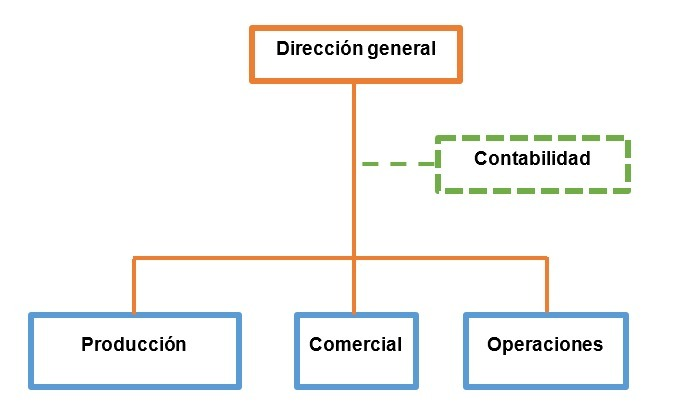 Dirección general
Contabilidad
Producción
Comercial
Operaciones